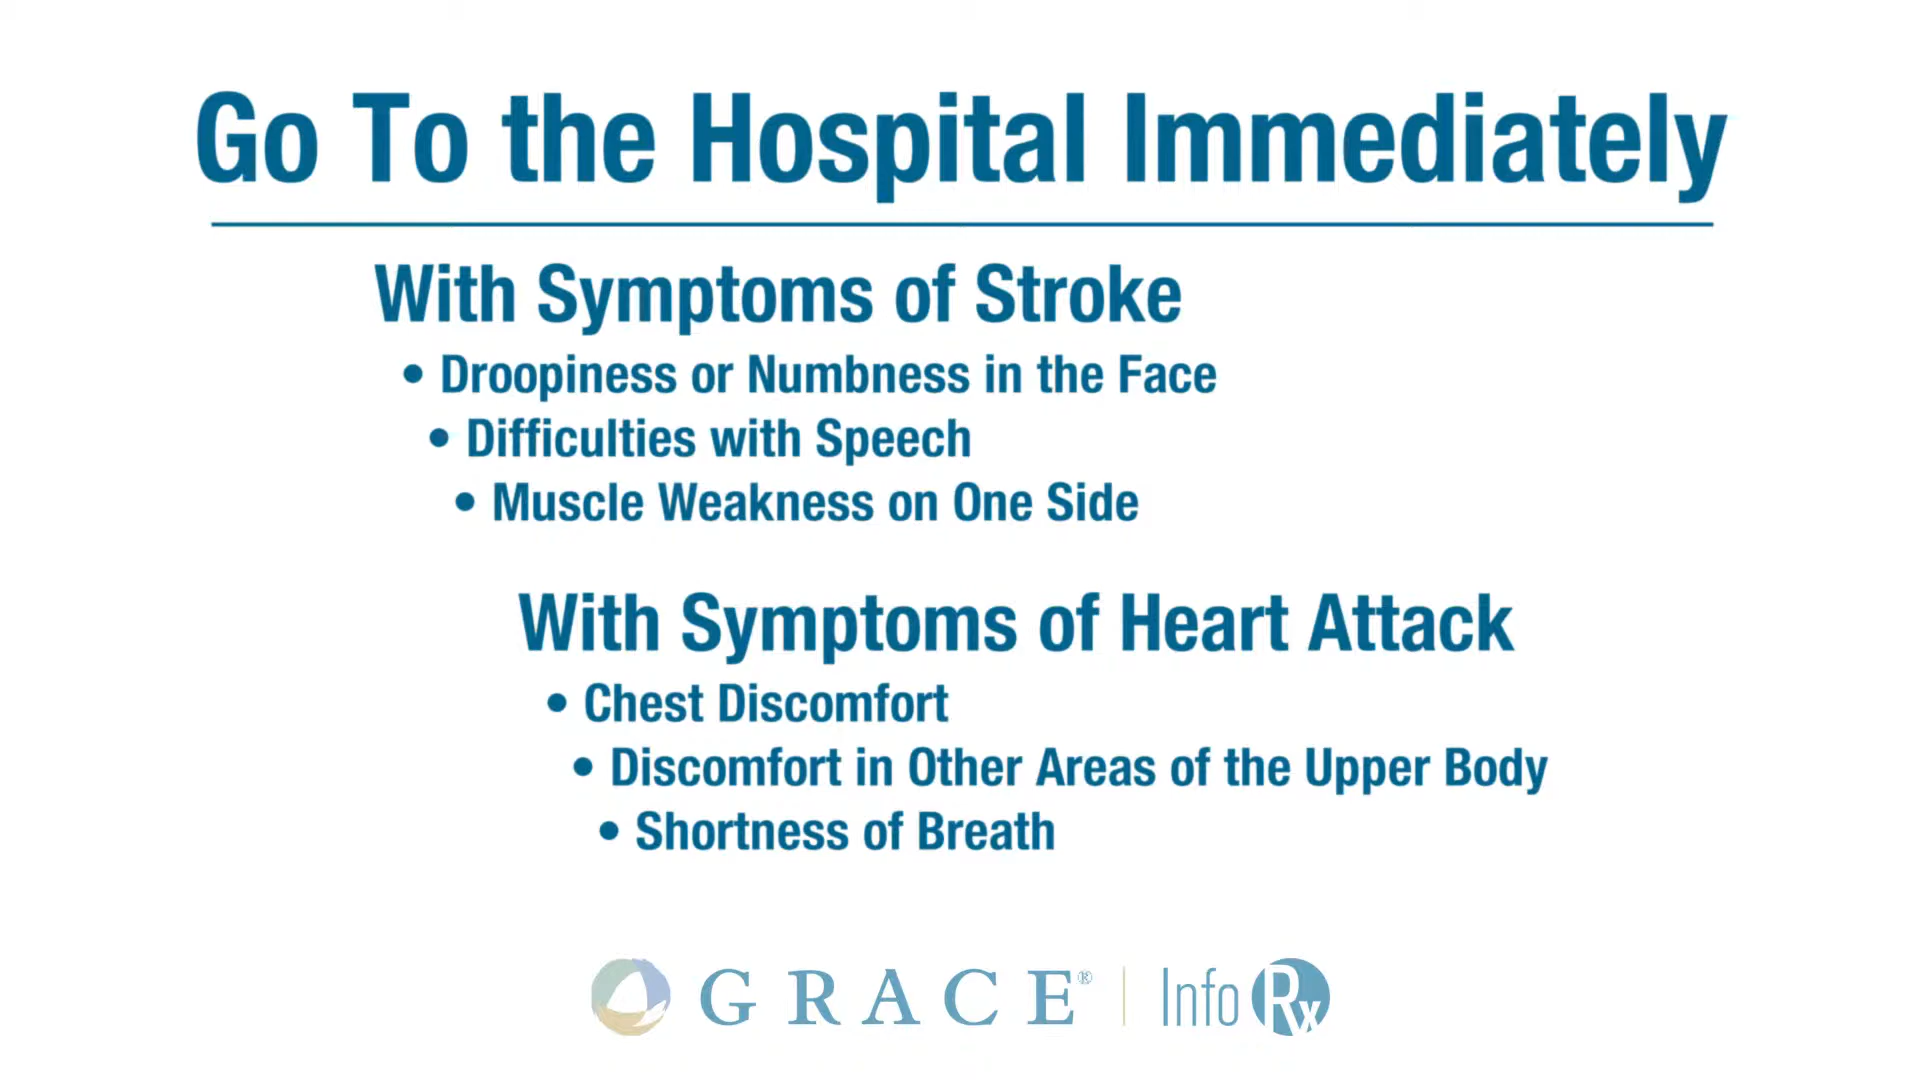 Go To the Hospital Immediately
With Symptoms of Stroke
• Droopiness or Numbness in the Face
• Difficulties with Speech
• Muscle Weakness on One Side
With Symptoms of Heart Attack
• Chest Discomfort
• Discomfort in Other Areas of the Upper Body
• Shortness of Breath
GRACE® | Info Rx